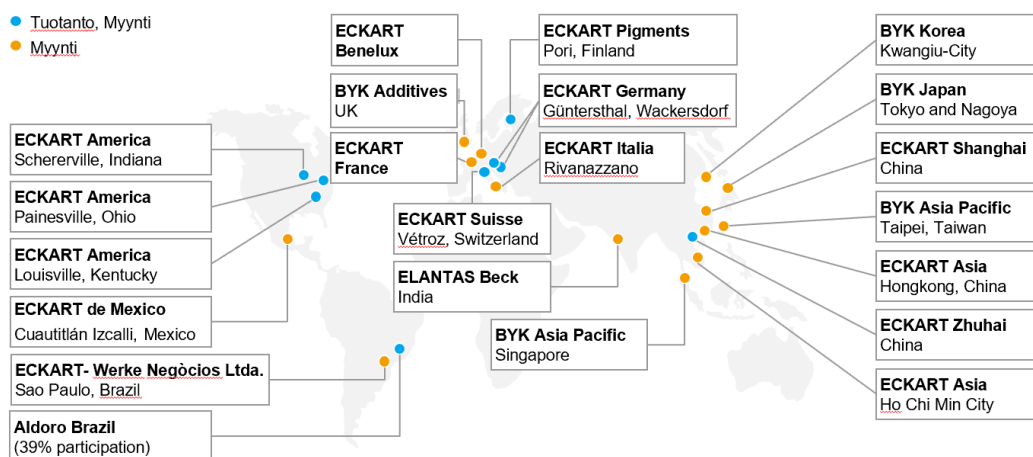 Tuotanto, Myynti
Myynti
ECKART America
Schererville, Indiana
ECKART America
Painesville, Ohio
ECKART America
Louisville, Kentucky
ECKART de Mexico
Cuautitlán Izcalli, Mexico
ECKART- Werke Negòcios Ltda.
Sao Paulo, Brazil
Aldoro Brazil
(39% participation)
ECKART
Benelux
BYK Additives
UK
ECKART
France
ECKART Pigments
Pori, Finland
ECKART Germany
Güntersthal, Wackersdorf
ECKART Italia
Rivanazzano
ECKART Suisse
Vétroz, Switzerland
ELANTAS Beck
India
BYK Asia Pacific
Singapore
BYK Korea
Kwangiu-City
BYK Japan
Tokyo and Nagoya
ECKART Shanghai
China
BYK Asia Pacific
Taipei, Taiwan
ECKART Asia
Hongkong, China
ECKART Zhuhai
China
ECKART Asia
Ho Chi Min City